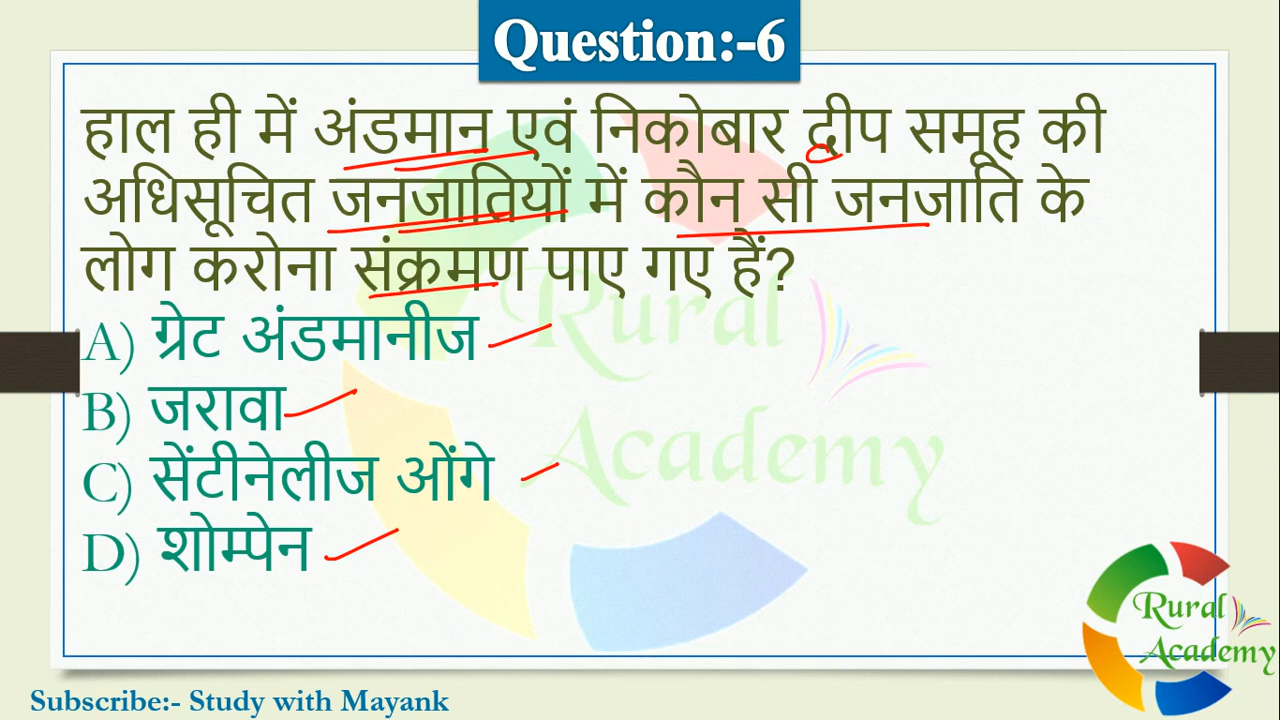 Question:-6
हाल ही में अंडमान एवं निकोबार द्वीप समूह की
अधिसूचित जनजातियों में कौन सी जनजाति के
लोग करोना संक्रमण पाए गए हैं?
A) ग्रेट अंडमानीज
B) जरावा
C) सेंटीनेलीज ओंगे
D) शोम्पेन
Rural
Academy
Rural
Academy
Subscribe:- Study with Mayank